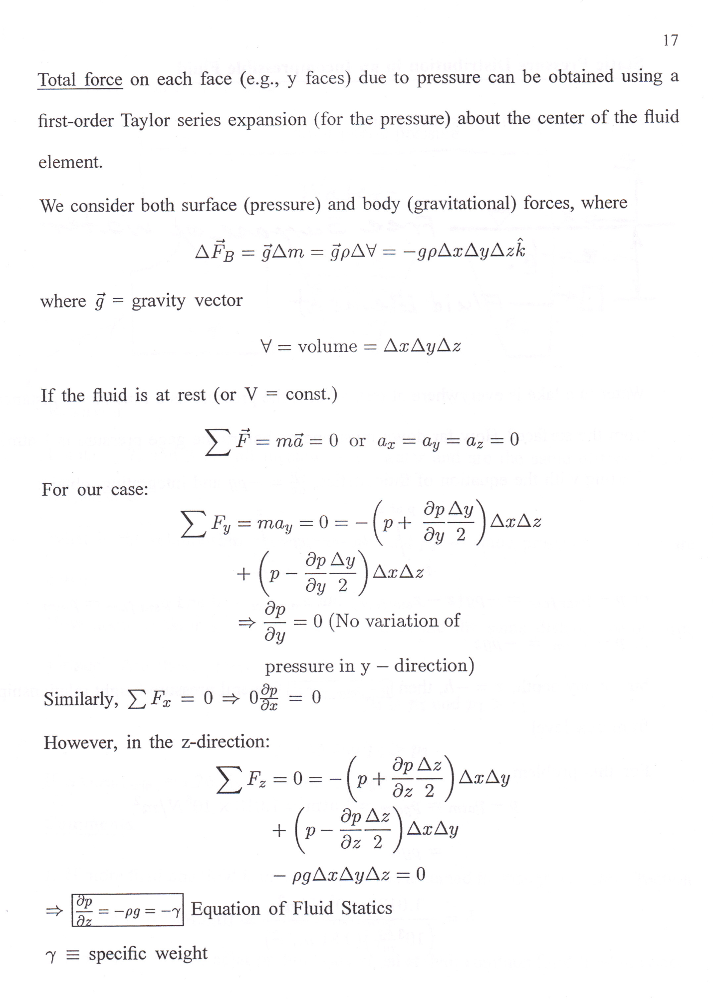 17
Total force on each face (e.g., y faces) due to pressure can be obtained using a
first-order Taylor series expansion (for the pressure) about the center of the fluid
element.
We consider both surface (pressure) and body (gravitational) forces, where
$\Delta \vec{F}_B = \vec{g}\Delta m = \vec{g}\rho\Delta\forall = -g\rho\Delta x\Delta y\Delta z\hat{k}$
where $\vec{g}$ = gravity vector
$\forall = \text{volume} = \Delta x\Delta y\Delta z$
If the fluid is at rest (or V = const.)
$\sum \vec{F} = m\vec{a} = 0 \text{ or } a_x = a_y = a_z = 0$
For our case:
$\sum F_y = ma_y = 0 = -\left(p + \frac{\partial p}{\partial y}\frac{\Delta y}{2}\right)\Delta x\Delta z$
$+ \left(p - \frac{\partial p}{\partial y}\frac{\Delta y}{2}\right)\Delta x\Delta z$
$\Rightarrow \frac{\partial p}{\partial y} = 0$ (No variation of
pressure in y − direction)
Similarly, $\sum F_x = 0 \Rightarrow 0\frac{\partial p}{\partial x} = 0$
However, in the z-direction:
$\sum F_z = 0 = -\left(p + \frac{\partial p}{\partial z}\frac{\Delta z}{2}\right)\Delta x\Delta y$
$+ \left(p - \frac{\partial p}{\partial z}\frac{\Delta z}{2}\right)\Delta x\Delta y$
$- \rho g\Delta x\Delta y\Delta z = 0$
$\Rightarrow \boxed{\frac{\partial p}{\partial z} = -\rho g = -\gamma}$ Equation of Fluid Statics
$\gamma \equiv$ specific weight